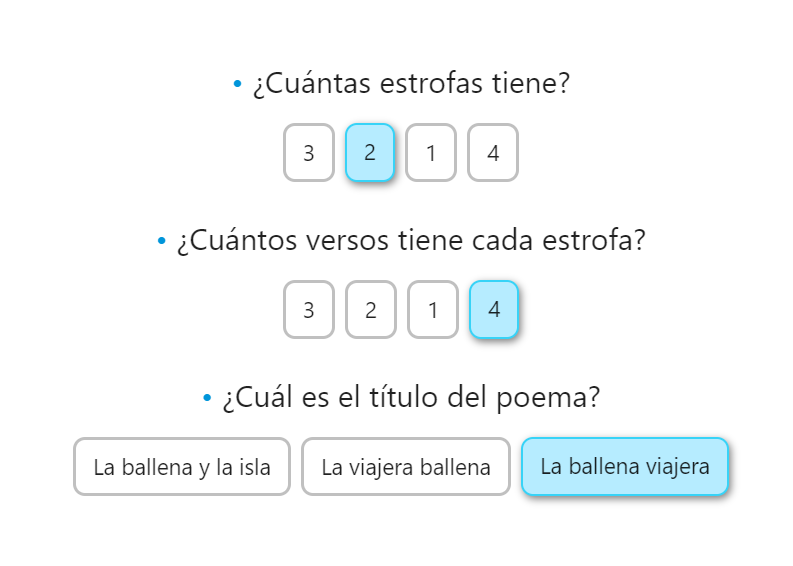 • ¿Cuántas estrofas tiene?
3 2 1 4
• ¿Cuántos versos tiene cada estrofa?
3 2 1 4
• ¿Cuál es el título del poema?
La ballena y la isla La viajera ballena La ballena viajera